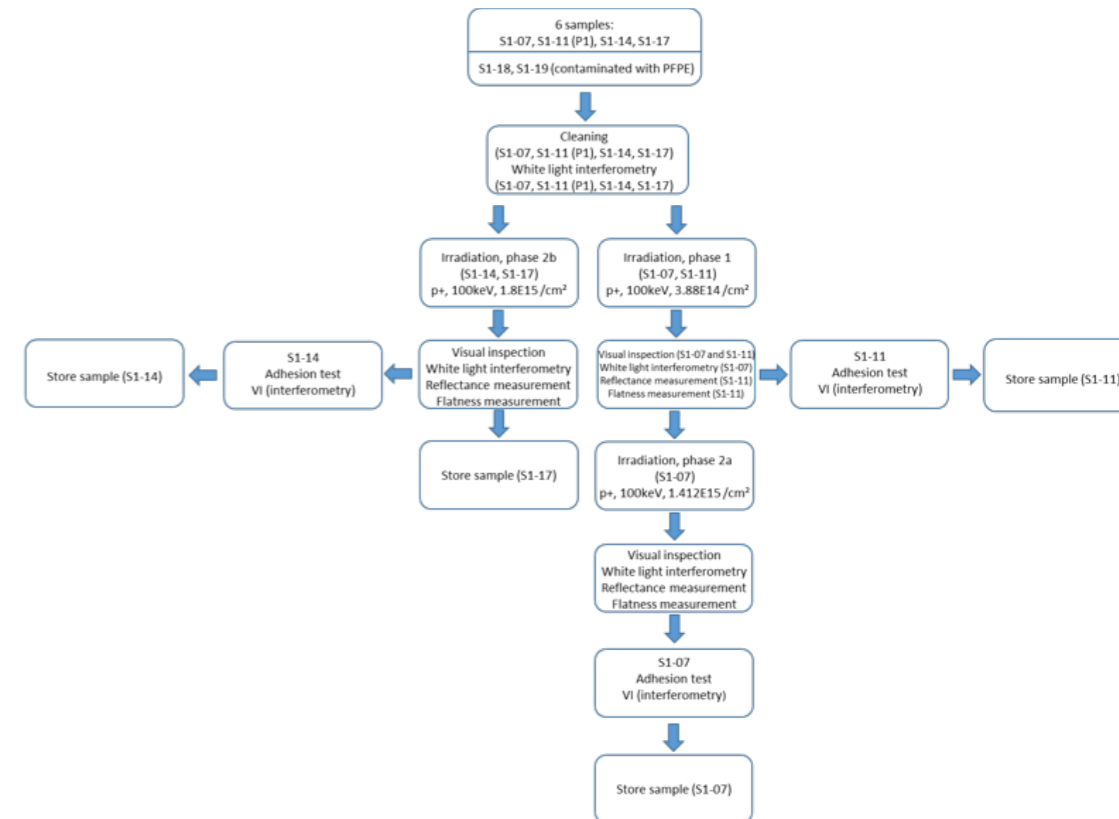 6 samples:
S1-07, S1-11 (P1), S1-14, S1-17
S1-18, S1-19 (contaminated with PFPE)
Cleaning
(S1-07, S1-11 (P1), S1-14, S1-17)
White light interferometry
(S1-07, S1-11 (P1), S1-14, S1-17)
Irradiation, phase 2b
(S1-14, S1-17)
p+, 100keV, 1.8E15/cm²
Irradiation, phase 1
(S1-07, S1-11)
p+, 100keV, 3.88E14/cm²
Store sample (S1-14)
S1-14
Adhesion test
VI (interferometry)
Visual inspection
White light interferometry
Reflectance measurement
Flatness measurement
Visual inspection (S1-07 and S1-11)
White light interferometry (S1-07)
Reflectance measurement (S1-11)
Flatness measurement (S1-11)
S1-11
Adhesion test
VI (interferometry)
Store sample (S1-11)
Store sample (S1-17)
Irradiation, phase 2a
(S1-07)
p+, 100keV, 1.412E15/cm²
Visual inspection
White light interferometry
Reflectance measurement
Flatness measurement
S1-07
Adhesion test
VI (interferometry)
Store sample (S1-07)